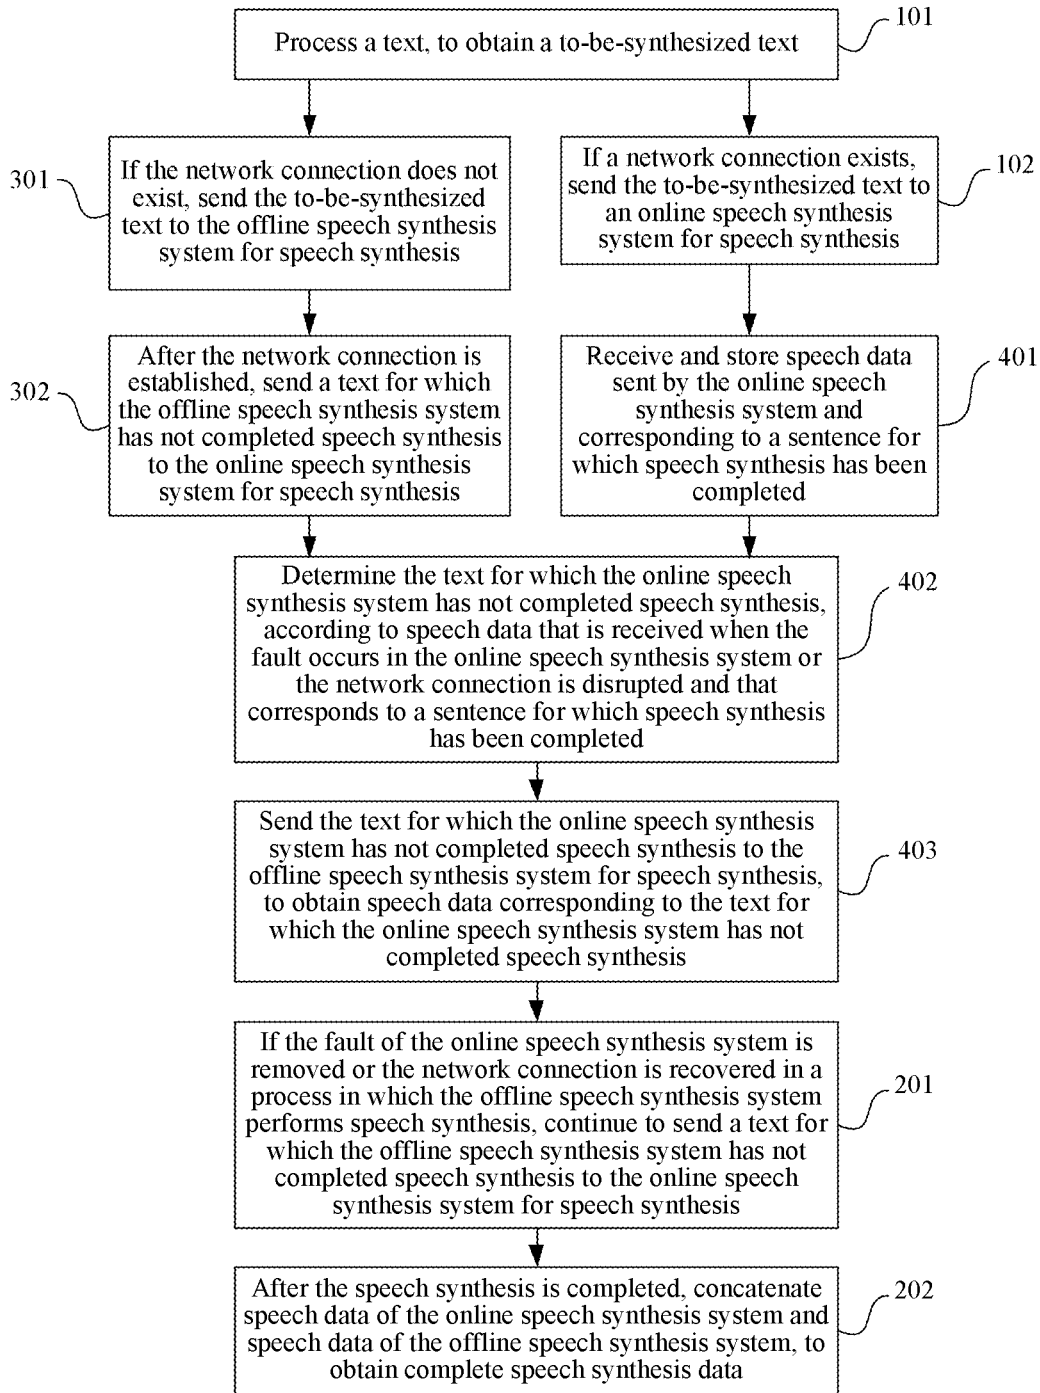 Process a text, to obtain a to-be-synthesized text
101
If the network connection does not
exist, send the to-be-synthesized
text to the offline speech synthesis
system for speech synthesis
301
If a network connection exists,
send the to-be-synthesized text to
an online speech synthesis
system for speech synthesis
102
After the network connection is
established, send a text for which
the offline speech synthesis system
has not completed speech synthesis
to the online speech synthesis
system for speech synthesis
302
Receive and store speech data
sent by the online speech
synthesis system and
corresponding to a sentence for
which speech synthesis has been
completed
401
Determine the text for which the online speech
synthesis system has not completed speech synthesis,
according to speech data that is received when the
fault occurs in the online speech synthesis system or
the network connection is disrupted and that
corresponds to a sentence for which speech synthesis
has been completed
402
Send the text for which the online speech synthesis
system has not completed speech synthesis to the
offline speech synthesis system for speech synthesis,
to obtain speech data corresponding to the text for
which the online speech synthesis system has not
completed speech synthesis
403
If the fault of the online speech synthesis system is
removed or the network connection is recovered in a
process in which the offline speech synthesis system
performs speech synthesis, continue to send a text for
which the offline speech synthesis system has not
completed speech synthesis to the online speech
synthesis system for speech synthesis
201
After the speech synthesis is completed, concatenate
speech data of the online speech synthesis system and
speech data of the offline speech synthesis system, to
obtain complete speech synthesis data
202